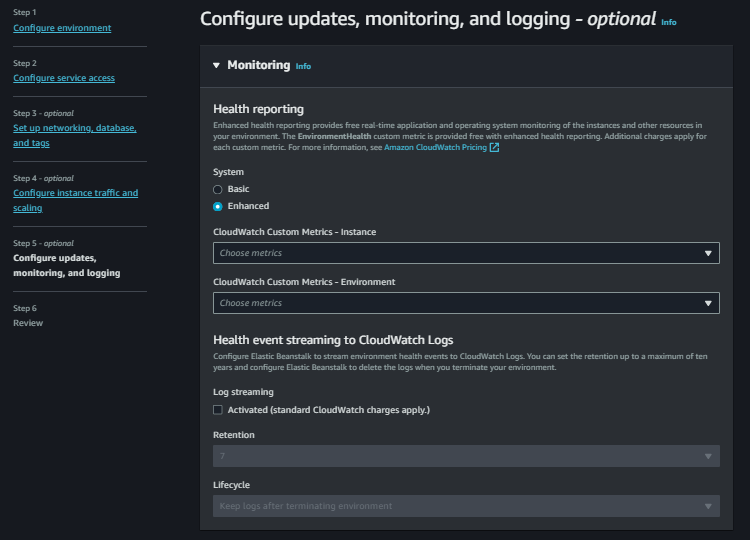 Step 1
Configure environment
Step 2
Configure service access
Step 3 - optional
Set up networking, database,
and tags
Step 4 - optional
Configure instance traffic and
scaling
Step 5 - optional
Configure updates,
monitoring, and logging
Step 6
Review
Configure updates, monitoring, and logging - optional Info
Monitoring Info
Health reporting
Enhanced health reporting provides free real-time application and operating system monitoring of the instances and other resources in
your environment. The EnvironmentHealth custom metric is provided free with enhanced health reporting. Additional charges apply for
each custom metric. For more information, see Amazon CloudWatch Pricing
System
Basic
Enhanced
CloudWatch Custom Metrics - Instance
Choose metrics
CloudWatch Custom Metrics - Environment
Choose metrics
Health event streaming to CloudWatch Logs
Configure Elastic Beanstalk to stream environment health events to CloudWatch Logs. You can set the retention up to a maximum of ten
years and configure Elastic Beanstalk to delete the logs when you terminate your environment.
Log streaming
Activated (standard CloudWatch charges apply.)
Retention
7
Lifecycle
Keep logs after terminating environment